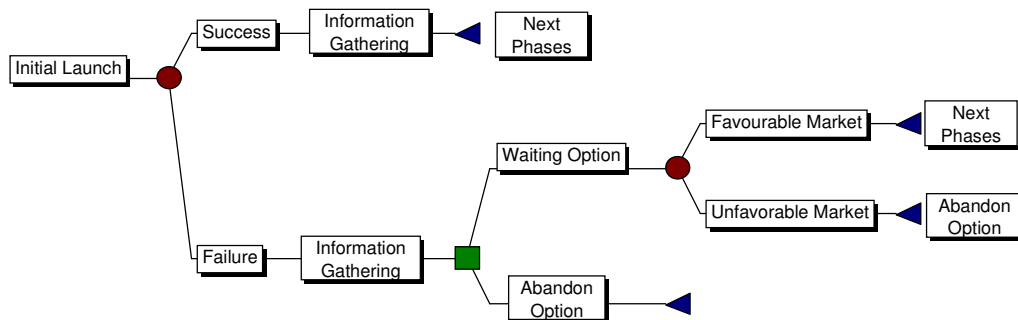 Initial Launch
Success
Information
Gathering
Next
Phases
Failure
Information
Gathering
Waiting Option
Favourable Market
Next
Phases
Unfavorable Market
Abandon
Option
Abandon
Option